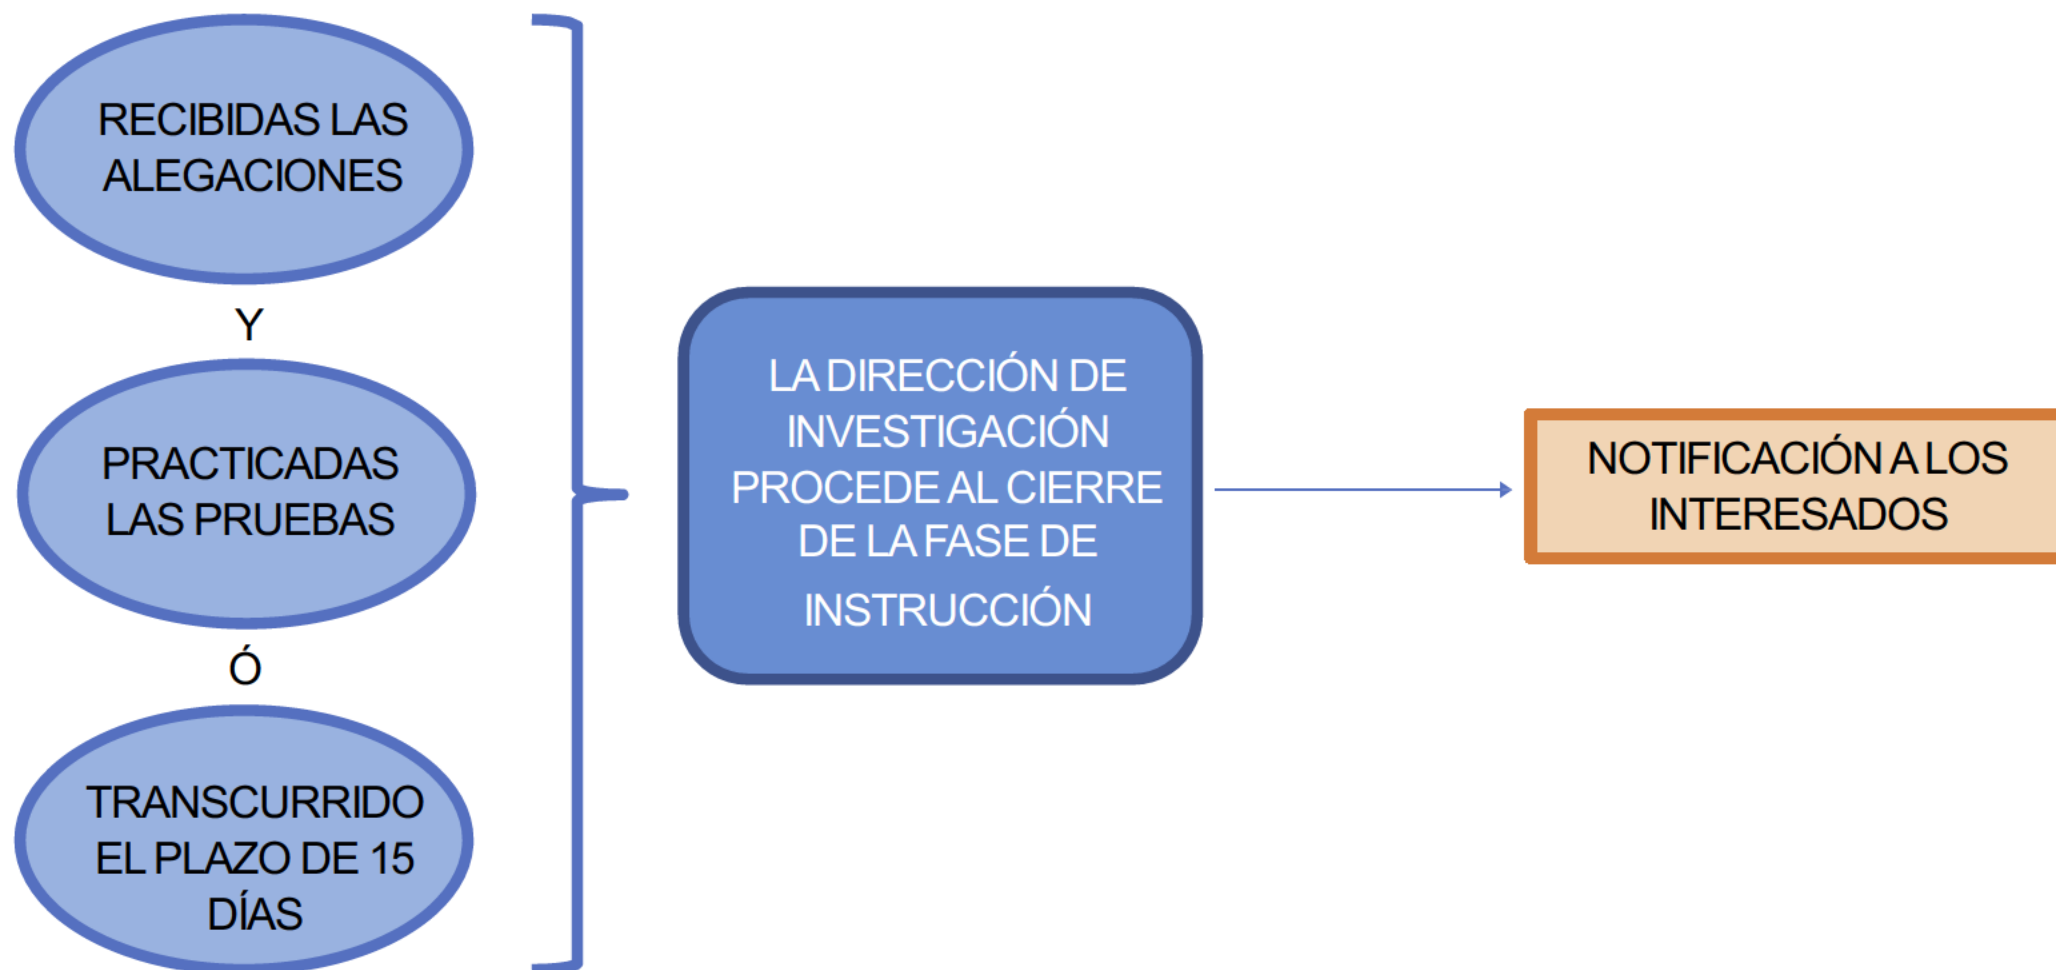 RECIBIDAS LAS
ALEGACIONES
Y
PRACTICADAS
LAS PRUEBAS
Ó
TRANSCURRIDO
EL PLAZO DE 15
DÍAS
LA DIRECCIÓN DE
INVESTIGACIÓN
PROCEDE AL CIERRE
DE LA FASE DE
INSTRUCCIÓN
NOTIFICACIÓN A LOS
INTERESADOS